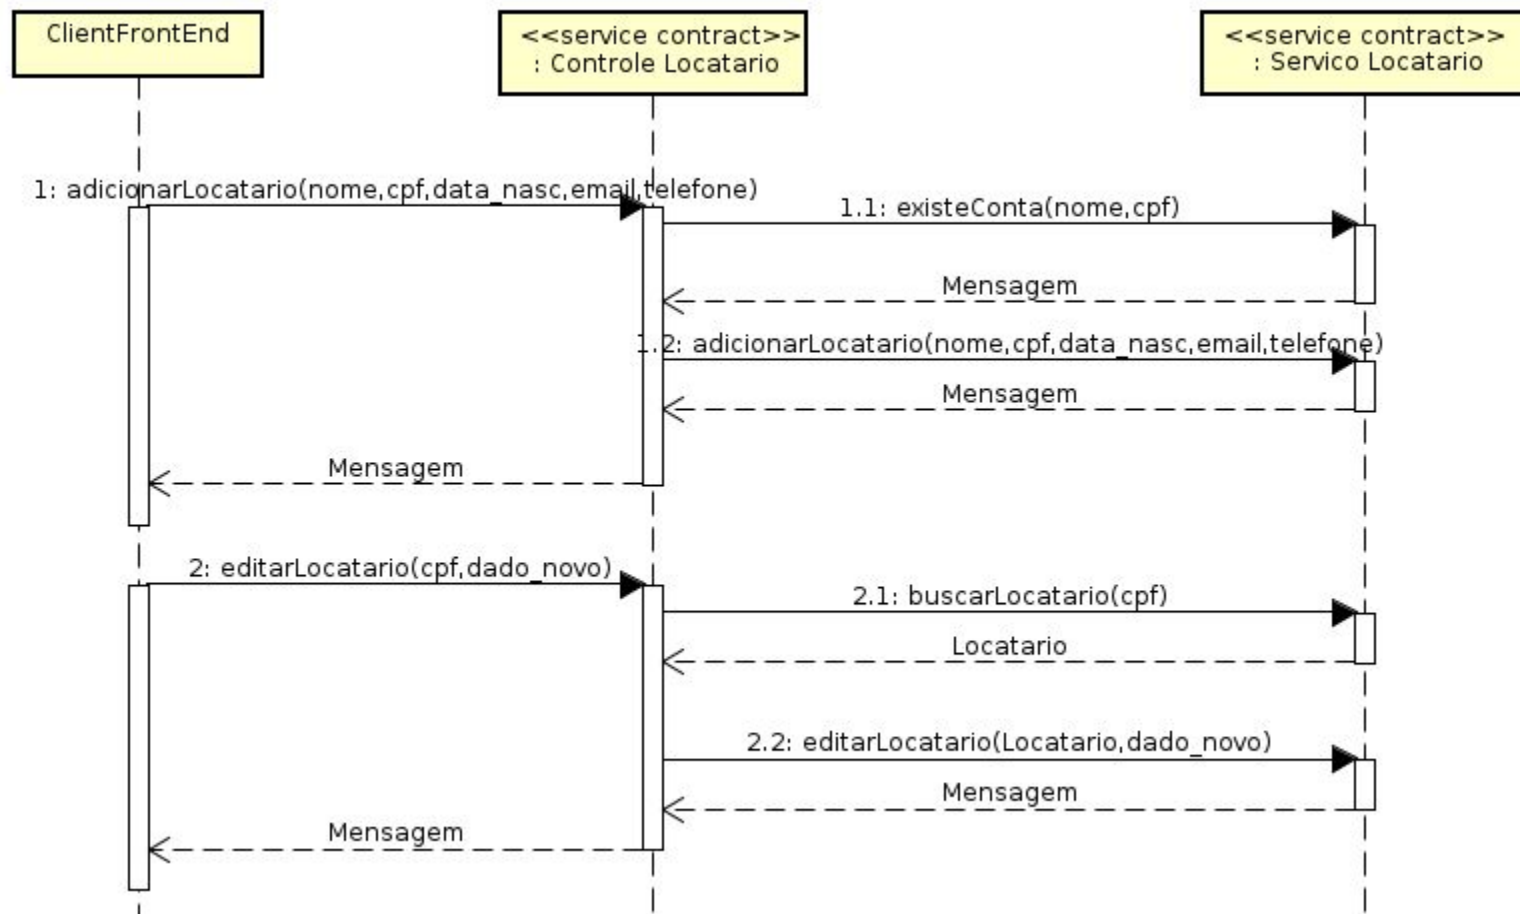 ClientFrontEnd
<<service contract>>
: Controle Locatario
<<service contract>>
: Servico Locatario
1: adicionarLocatario(nome,cpf,data_nasc,email,telefone)
1.1: existeConta(nome,cpf)
Mensagem
1.2: adicionarLocatario(nome,cpf,data_nasc,email,telefone)
Mensagem
Mensagem
2: editarLocatario(cpf,dado_novo)
2.1: buscarLocatario(cpf)
Locatario
2.2: editarLocatario(Locatario,dado_novo)
Mensagem
Mensagem